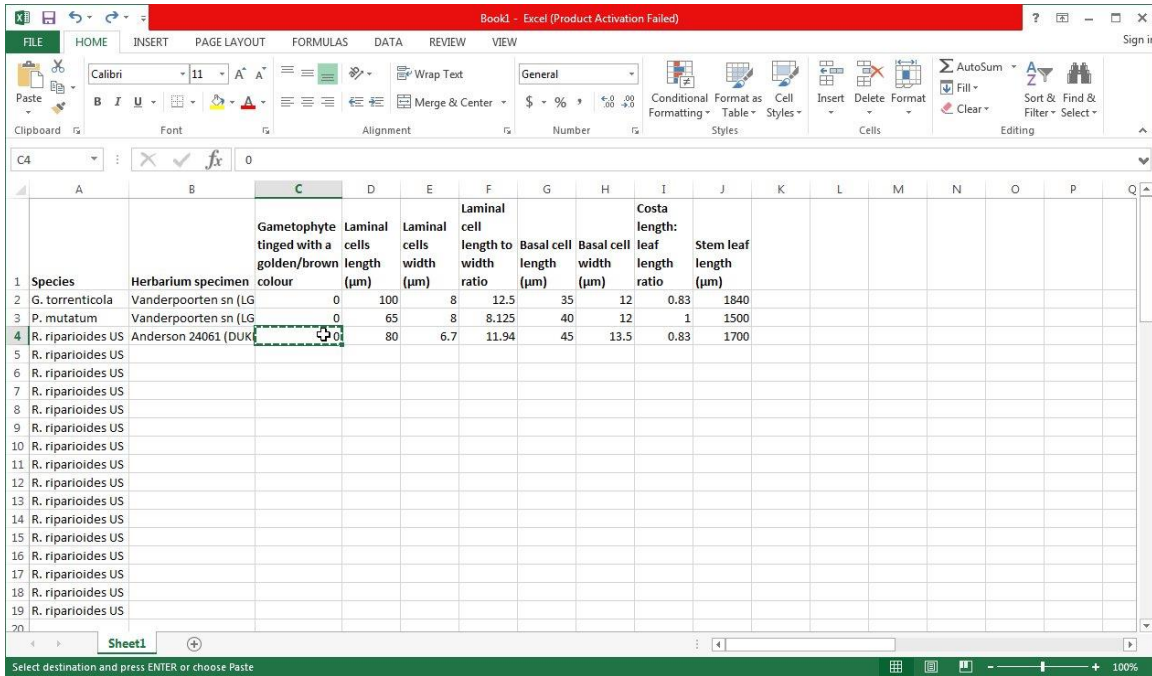 Book1 - Excel (Product Activation Failed)
FILE HOME INSERT PAGE LAYOUT FORMULAS DATA REVIEW VIEW Sign in
Calibri 11 Wrap Text General AutoSum
Paste B I U Merge & Center $ % , Conditional Formatting Format as Table Cell Styles Insert Delete Format Fill Clear Sort & Filter Find & Select
Clipboard Font Alignment Number Styles Cells Editing
C4 fx 0
A B C D E F G H I J K L M N O P Q
1 Species Herbarium specimen Gametophyte tinged with a golden/brown colour Laminal cells length (µm) Laminal cells width (µm) Laminal cell length to width ratio Basal cell length (µm) Basal cell width (µm) Costa length: leaf length ratio Stem leaf length (µm)
2 G. torrenticola Vanderpoorten sn (LG 0 100 8 12.5 35 12 0.83 1840
3 P. mutatum Vanderpoorten sn (LG 0 65 8 8.125 40 12 1 1500
4 R. riparioides US Anderson 24061 (DUK 0 80 6.7 11.94 45 13.5 0.83 1700
5 R. riparioides US
6 R. riparioides US
7 R. riparioides US
8 R. riparioides US
9 R. riparioides US
10 R. riparioides US
11 R. riparioides US
12 R. riparioides US
13 R. riparioides US
14 R. riparioides US
15 R. riparioides US
16 R. riparioides US
17 R. riparioides US
18 R. riparioides US
19 R. riparioides US
20
Sheet1
Select destination and press ENTER or choose Paste 100%